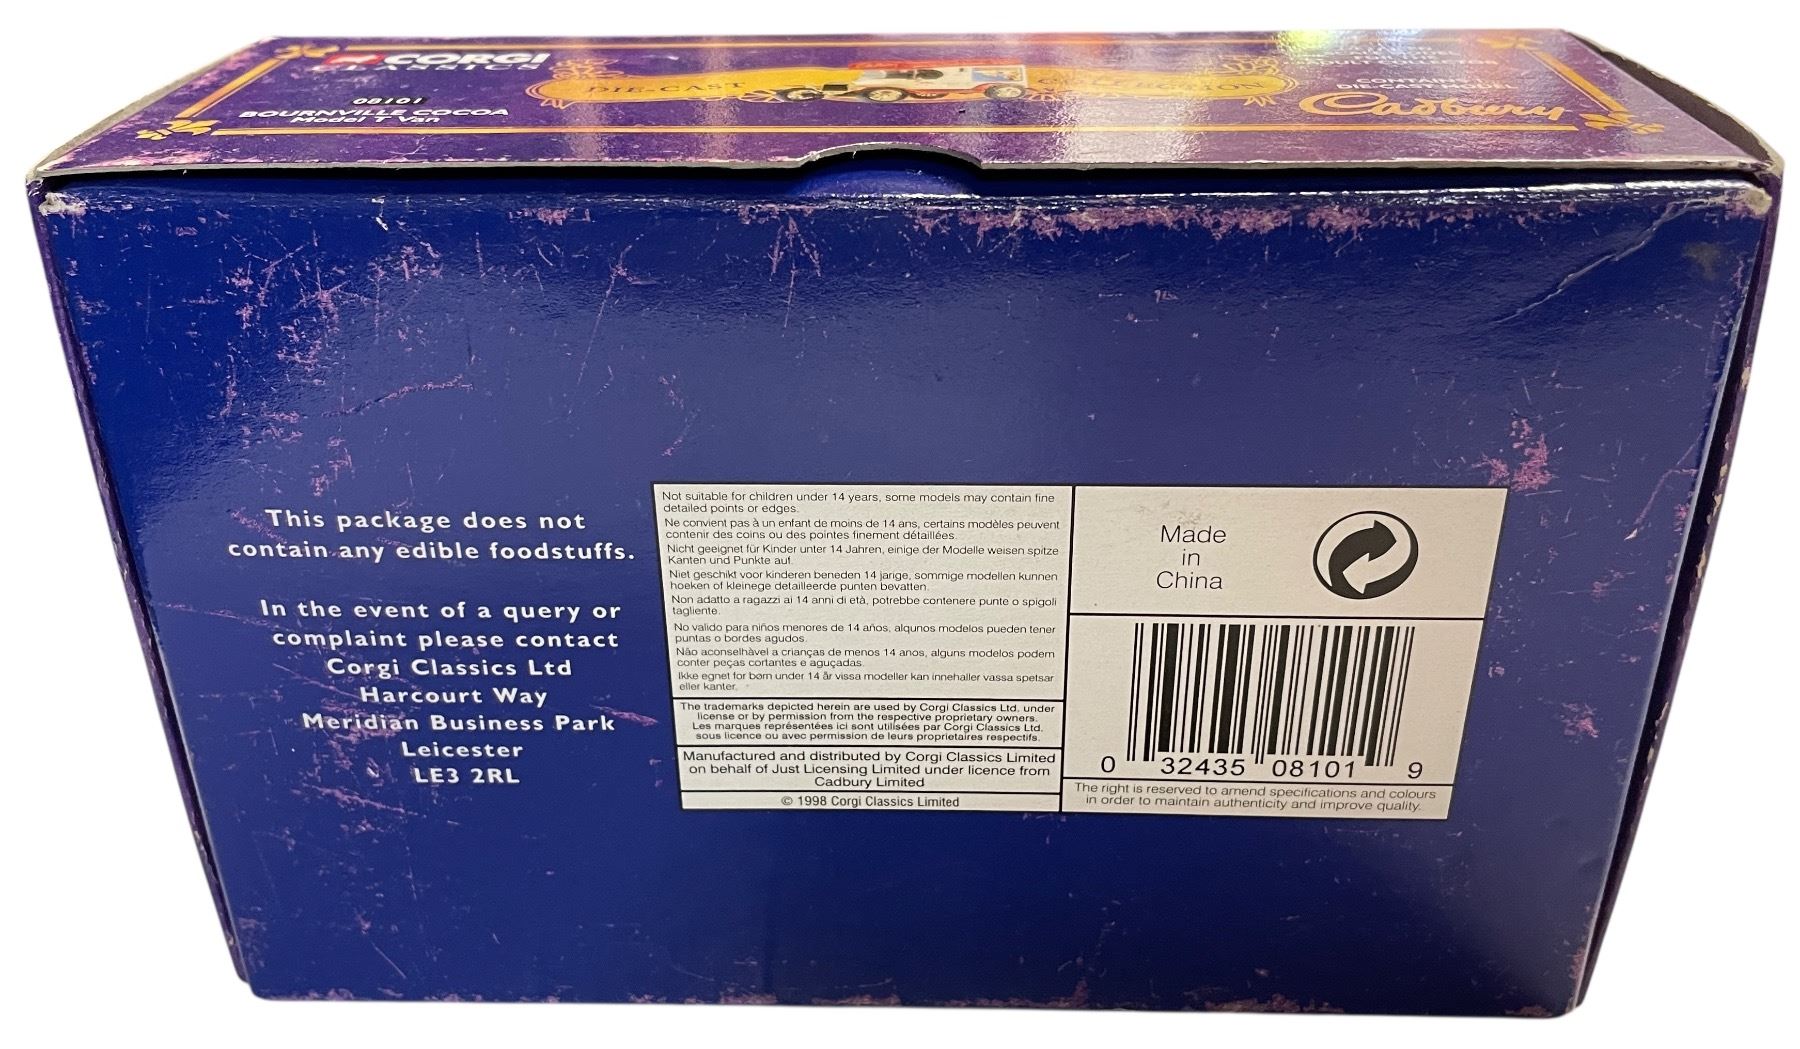 CORGI
CLASSICS
08101
BOURNVILLE COCOA
Model T Van
DIE-CAST
Cadbury
This package does not
contain any edible foodstuffs.
In the event of a query or
complaint please contact
Corgi Classics Ltd
Harcourt Way
Meridian Business Park
Leicester
LE3 2RL
Not suitable for children under 14 years, some models may contain fine
detailed points or edges.
Ne convient pas à un enfant de moins de 14 ans, certains modèles peuvent
contenir des coins ou des pointes finement détaillées.
Nicht geeignet für Kinder unter 14 Jahren, einige der Modelle weisen spitze
Kanten und Punkte auf.
Niet geschikt voor kinderen beneden 14 jarige, sommige modellen kunnen
hoeken of kleinege detailleerde punten bevatten.
Non adatto a ragazzi ai 14 anni di età, potrebbe contenere punte o spigoli
tagliente.
No valido para niños menores de 14 años, alqunos modelos pueden tener
puntas o bordes agudos.
Não aconselhàvel a crianças de menos 14 anos, alguns modelos podem
conter peças cortantes e aguçadas.
Ikke egnet for børn under 14 år vissa modeller kan innehaller vassa spetsar
eller kanter.
The trademarks depicted herein are used by Corgi Classics Ltd. under
license or by permission from the respective proprietary owners.
Les marques représentées ici sont utilisées par Corgi Classics Ltd.
sous licence ou avec permission de leurs proprietaires respectifs.
Manufactured and distributed by Corgi Classics Limited
on behalf of Just Licensing Limited under licence from
Cadbury Limited
© 1998 Corgi Classics Limited
Made
in
China
0 32435 08101 9
The right is reserved to amend specifications and colours
in order to maintain authenticity and improve quality.